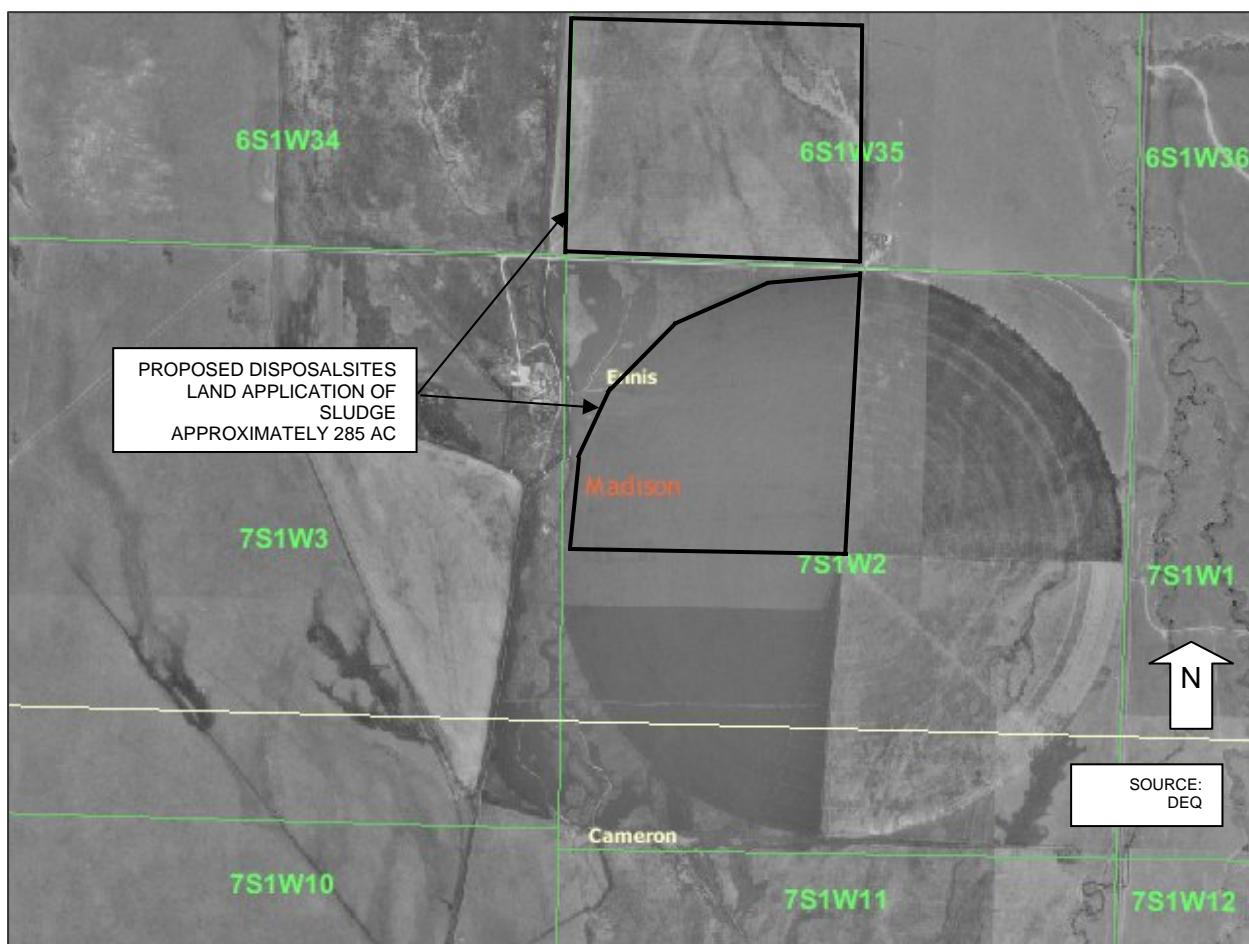 6S1W34
6S1W35
6S1W36
PROPOSED DISPOSALSITES
LAND APPLICATION OF
SLUDGE
APPROXIMATELY 285 AC
Ennis
Madison
7S1W3
7S1W2
7S1W1
N
SOURCE:
DEQ
Cameron
7S1W10
7S1W11
7S1W12